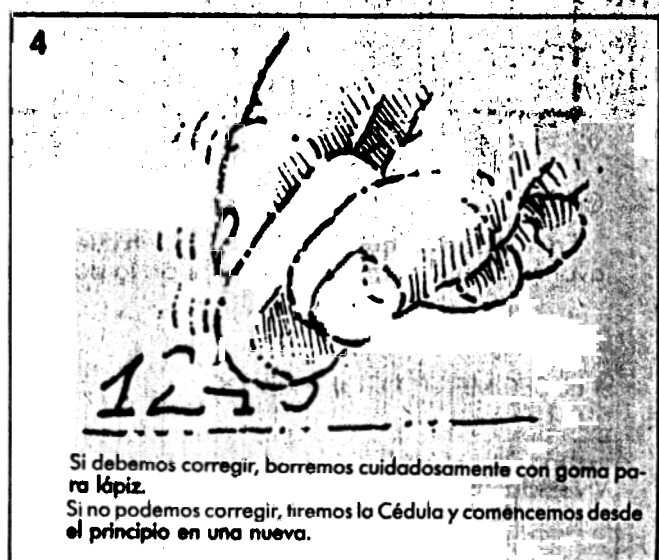 4
Si debemos corregir, borremos cuidadosamente con goma pa-
ra lápiz.
Si no podemos corregir, tiremos la Cédula y comencemos desde
el principio en una nueva.